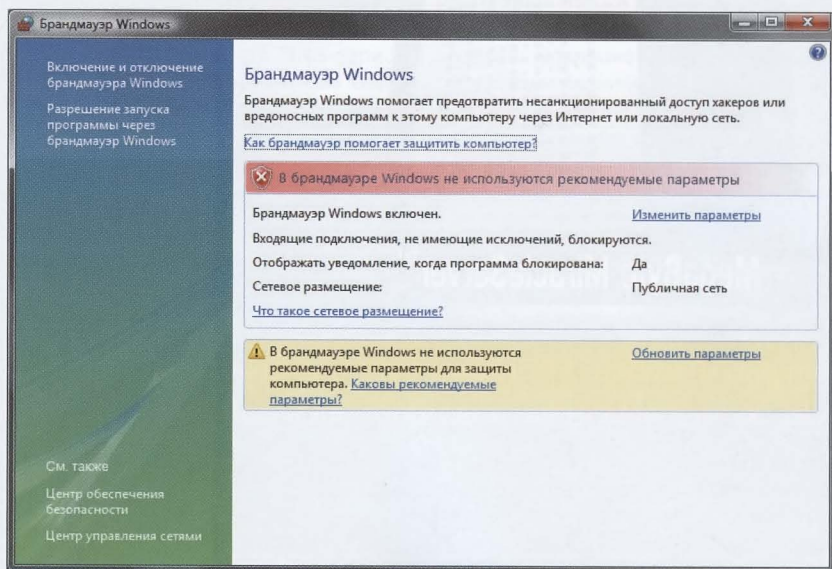 Брандмауэр Windows
Включение и отключение
брандмауэра Windows
Разрешение запуска
программы через
брандмауэр Windows
Брандмауэр Windows
Брандмауэр Windows помогает предотвратить несанкционированный доступ хакеров или
вредоносных программ к этому компьютеру через Интернет или локальную сеть.
Как брандмауэр помогает защитить компьютер?
В брандмауэре Windows не используются рекомендуемые параметры
Брандмауэр Windows включен. Изменить параметры
Входящие подключения, не имеющие исключений, блокируются.
Отображать уведомление, когда программа блокирована: Да
Сетевое размещение: Публичная сеть
Что такое сетевое размещение?
В брандмауэре Windows не используются Обновить параметры
рекомендуемые параметры для защиты
компьютера. Каковы рекомендуемые
параметры?
См. также
Центр обеспечения
безопасности
Центр управления сетями